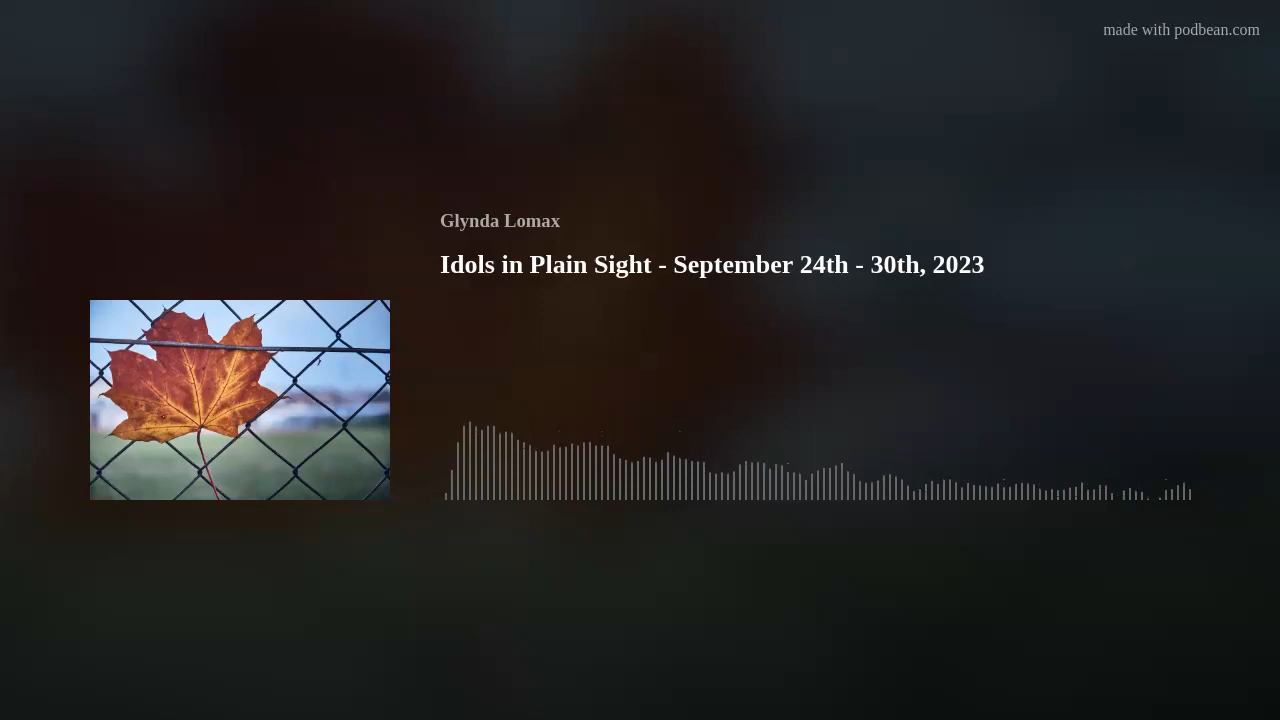 made with podbean.com
Glynda Lomax
Idols in Plain Sight - September 24th - 30th, 2023